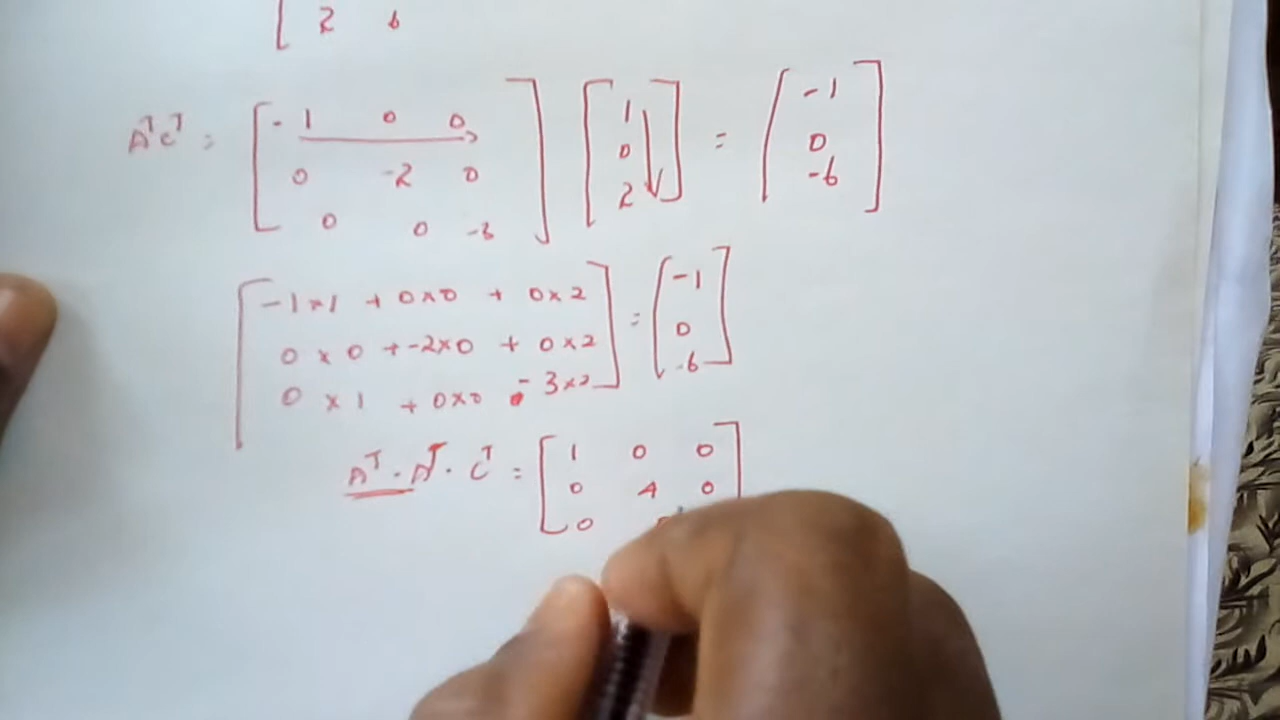 [ 2 6
AᵀCᵀ = [ -1 0 0 ] [ 1 ] = [ -1 ]
[ 0 -2 0 ] [ 0 ] [ 0 ]
[ 0 0 -3 ] [ 2 ] [ -6 ]
[ -1×1 + 0×0 + 0×2 ] = [ -1 ]
[ 0×0 + -2×0 + 0×2 ] [ 0 ]
[ 0×1 + 0×0 - 3×2 ] [ -6 ]
Aᵀ · Aᵀ · Cᵀ = [ 1 0 0 ]
[ 0 4 0 ]
[ 0